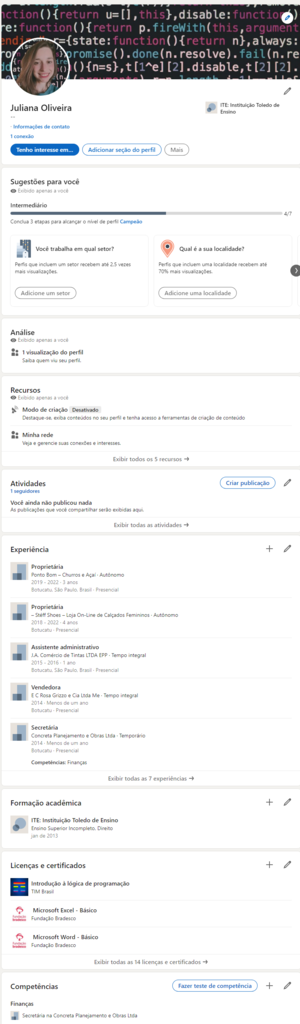 function(){return u=[],this},disable:function
re:function(){return p.fireWith(this,argument
{state:function(){return n},always:
promise().done(n.resolve).fail(n.re
(){n=s},t[1^e][2].disable,t[2][2].
Juliana Oliveira
--
ITE: Instituição Toledo de
Ensino
· Informações de contato
1 conexão
Tenho interesse em...
Adicionar seção do perfil
Mais
Sugestões para você
Exibido apenas a você
Intermediário
4/7
Conclua 3 etapas para alcançar o nível de perfil Campeão
Você trabalha em qual setor?
Perfis que incluem um setor recebem até 2,5 vezes
mais visualizações.
Adicione um setor
Qual é a sua localidade?
Perfis que incluem uma localidade recebem até
70% mais visualizações.
Adicione uma localidade
Análise
Exibido apenas a você
1 visualização do perfil
Saiba quem viu seu perfil.
Recursos
Exibido apenas a você
Modo de criação Desativado
Destaque-se, exiba conteúdos no seu perfil e tenha acesso a ferramentas de criação de conteúdo
Minha rede
Veja e gerencie suas conexões e interesses.
Exibir todos os 5 recursos →
Atividades
1 seguidores
Criar publicação
Você ainda não publicou nada
As publicações que você compartilhar serão exibidas aqui.
Exibir todas as atividades →
Experiência
Proprietária
Ponto Bom – Churros e Açaí · Autônomo
2019 - 2022 · 3 anos
Botucatu, São Paulo, Brasil · Presencial
Proprietária
– Stéff Shoes – Loja On-Line de Calçados Femininos · Autônomo
2018 - 2022 · 4 anos
Botucatu · Presencial
Assistente administrativo
J.A. Comércio de Tintas LTDA EPP · Tempo integral
2015 - 2016 · 1 ano
Botucatu, São Paulo, Brasil · Presencial
Vendedora
E C Rosa Grizzo e Cia Ltda Me · Tempo integral
2014 · Menos de um ano
Botucatu · Presencial
Secretária
Concreta Planejamento e Obras Ltda · Temporário
2014 · Menos de um ano
Botucatu · Presencial
Competências: Finanças
Exibir todas as 7 experiências →
Formação acadêmica
ITE: Instituição Toledo de Ensino
Ensino Superior Incompleto, Direito
jan de 2013
Licenças e certificados
Introdução à lógica de programação
TIM Brasil
Microsoft Excel - Básico
Fundação Bradesco
Microsoft Word - Básico
Fundação Bradesco
Exibir todas as 14 licenças e certificados →
Competências
Fazer teste de competência
Finanças
Secretária na Concreta Planejamento e Obras Ltda